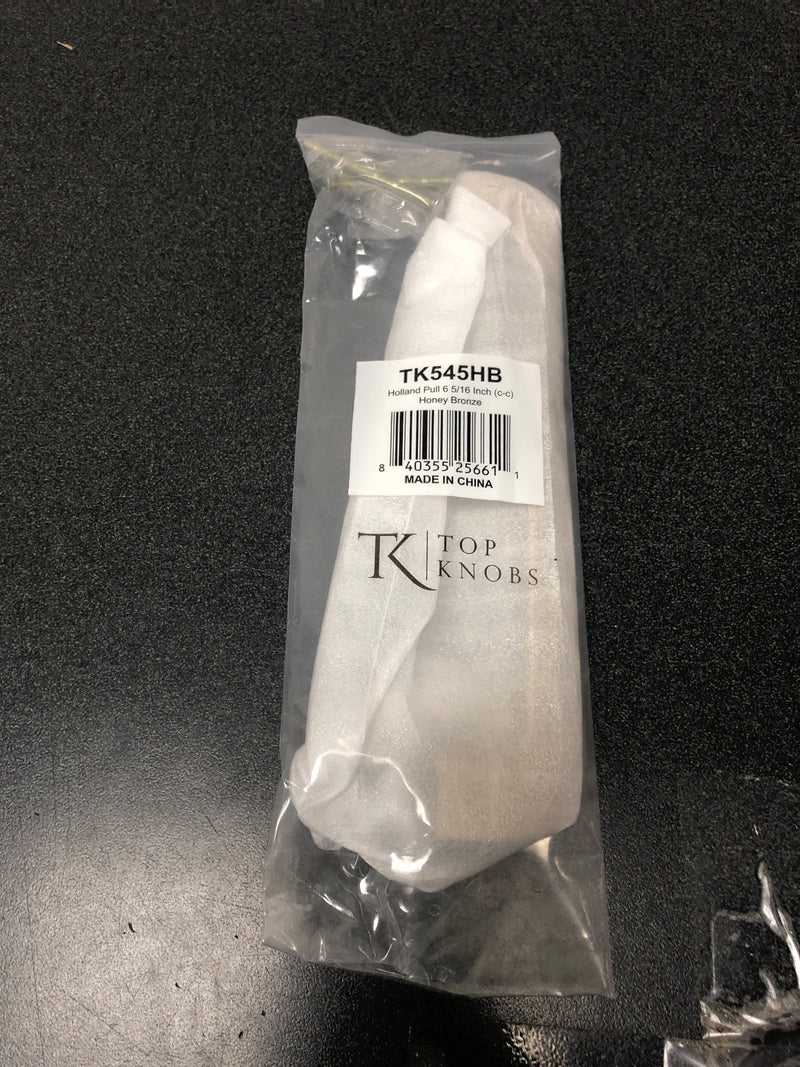 TK545HB
Holland Pull 6 5/16 Inch (c-c)
Honey Bronze
8 40355 25661 1
MADE IN CHINA
TK TOP
KNOBS